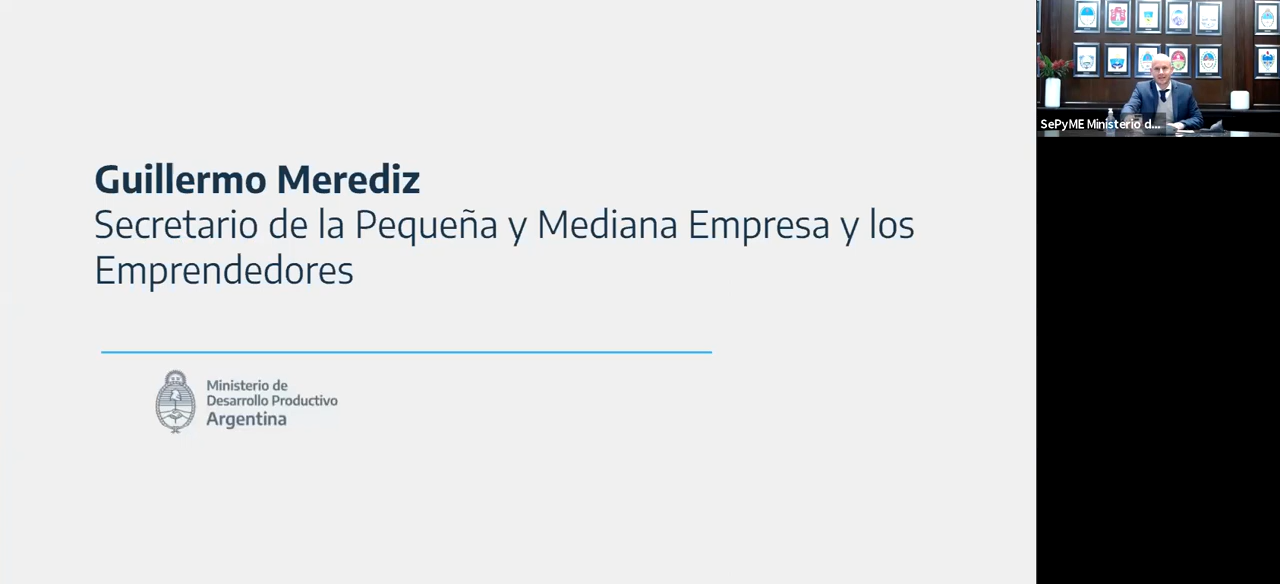 Guillermo Merediz
Secretario de la Pequeña y Mediana Empresa y los
Emprendedores
Ministerio de
Desarrollo Productivo
Argentina
SePyME Ministerio d...